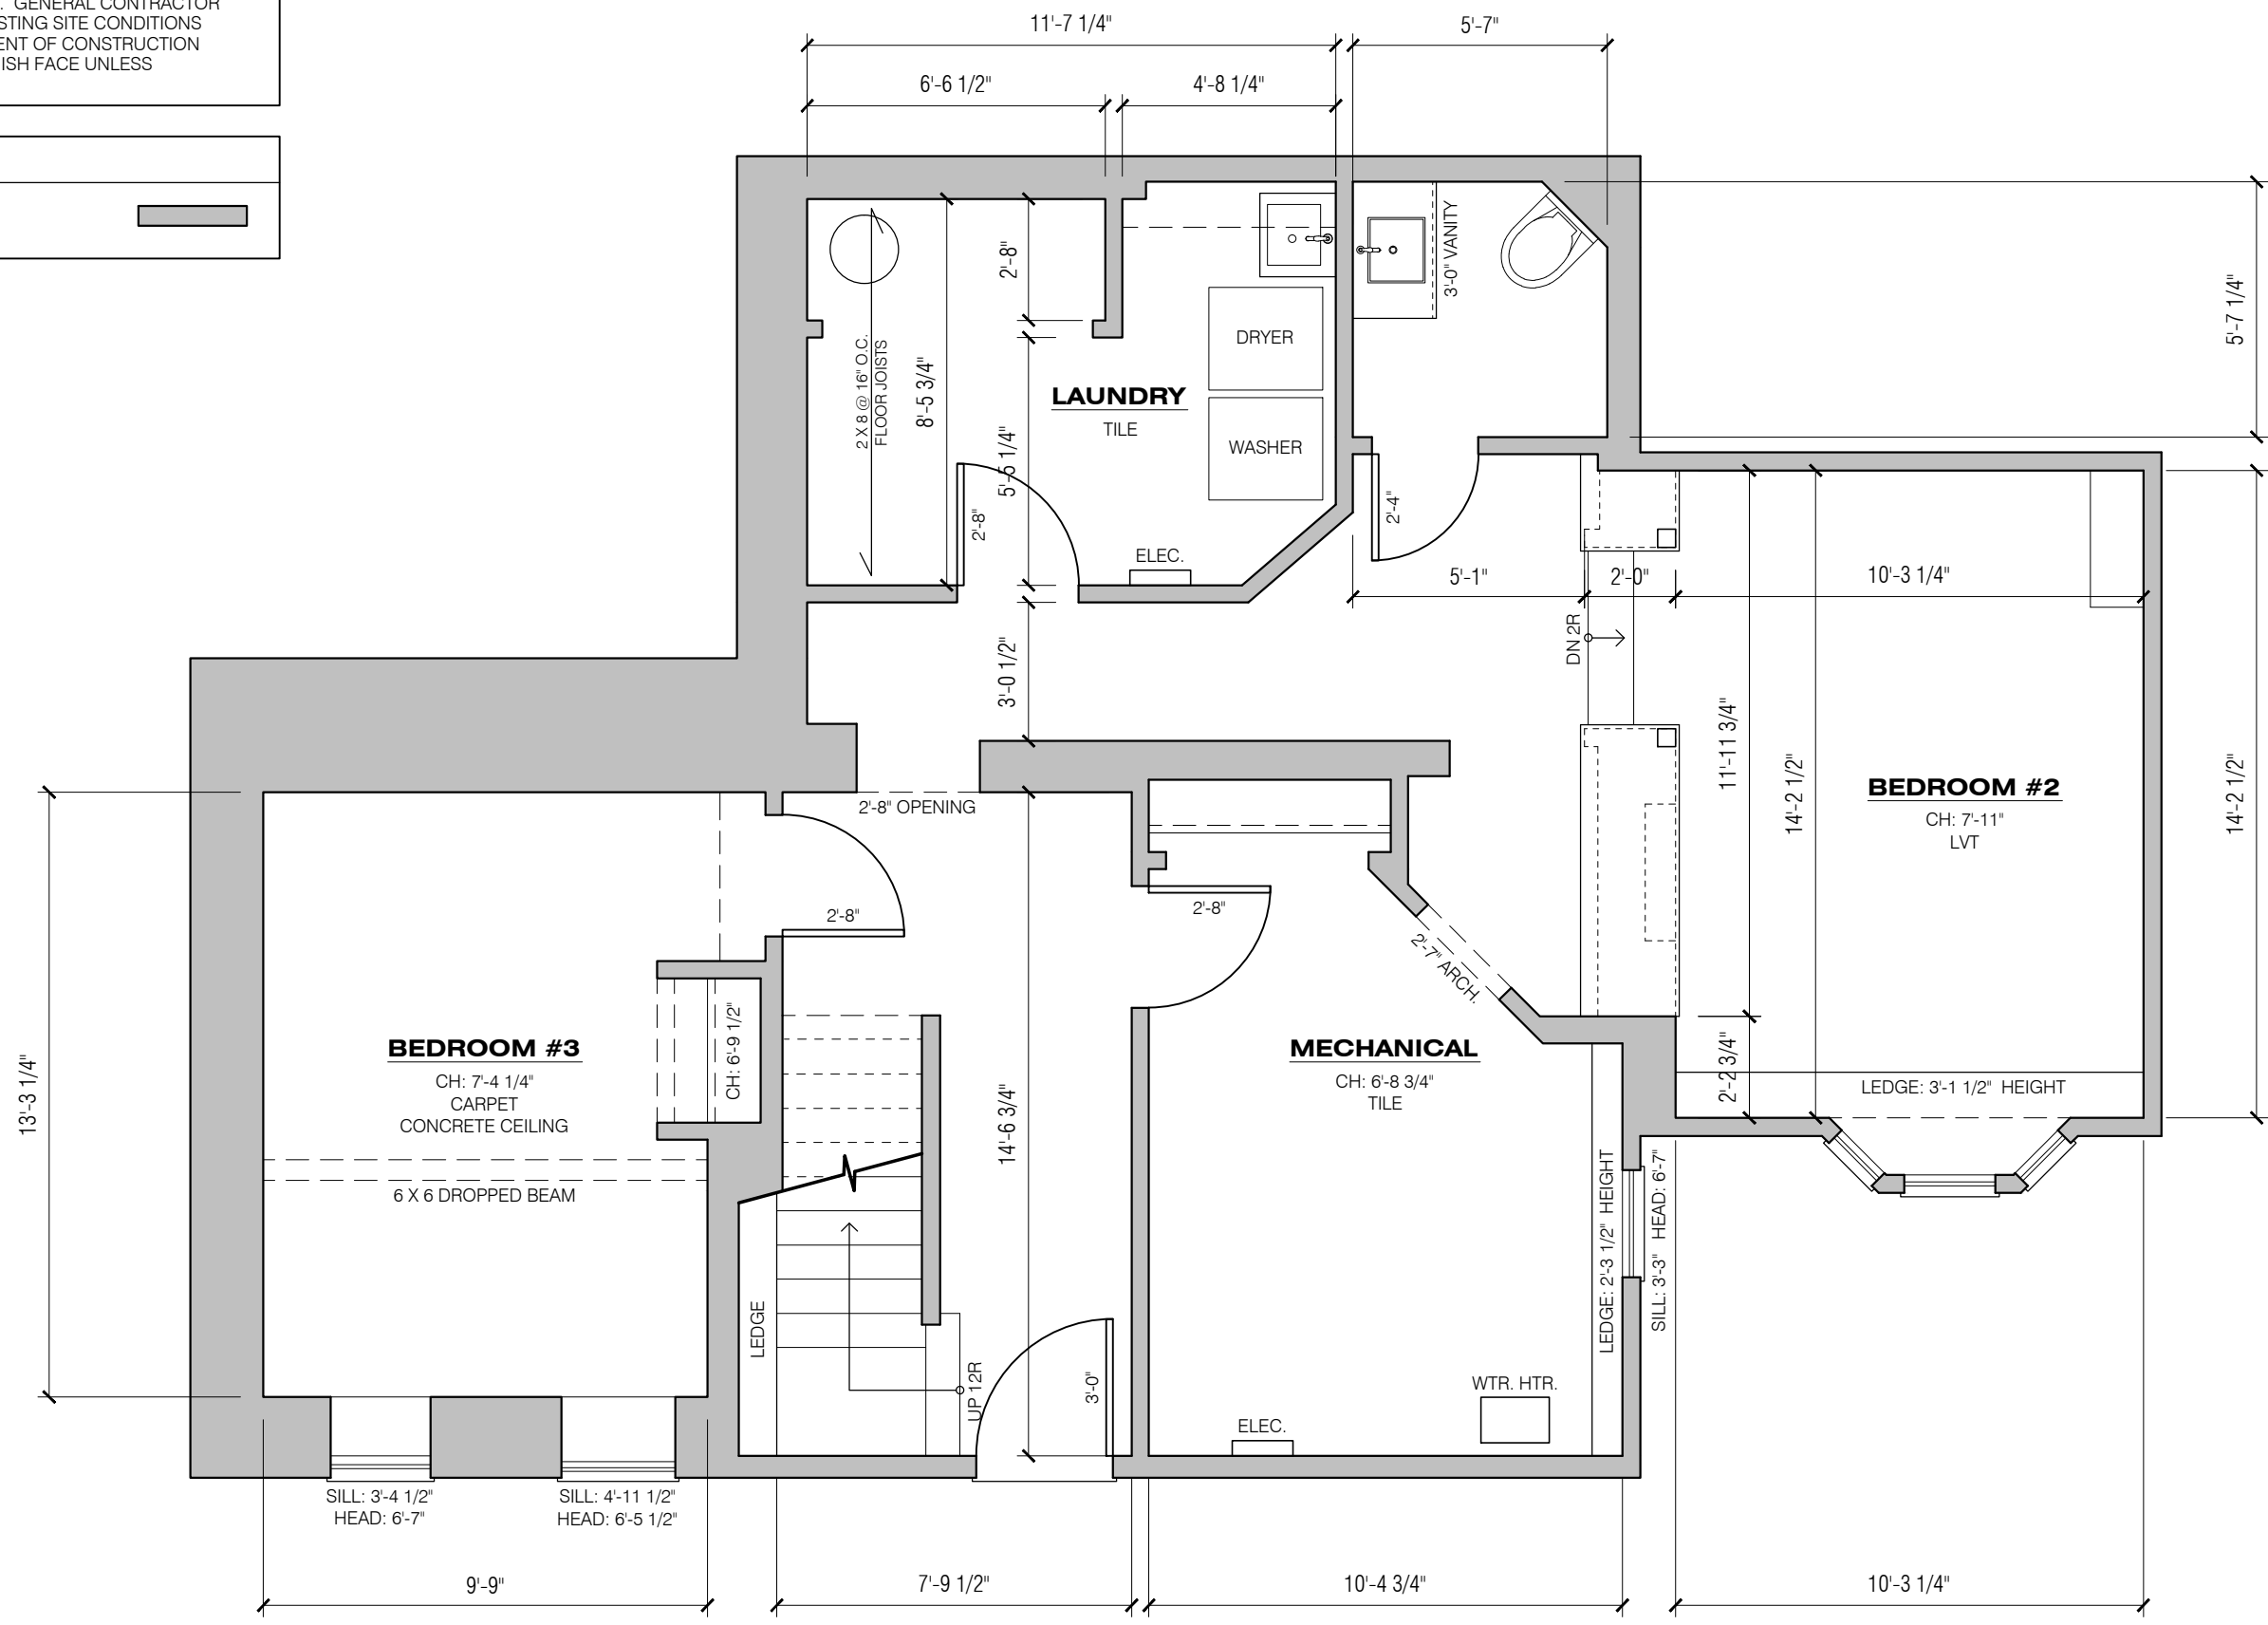 . GENERAL CONTRACTOR
STING SITE CONDITIONS
ENT OF CONSTRUCTION
ISH FACE UNLESS
11'-7 1/4"
5'-7"
6'-6 1/2"
4'-8 1/4"
2'-8"
3'-0" VANITY
5'-7 1/4"
DRYER
2 X 8 @ 16" O.C.
FLOOR JOISTS
8'-5 3/4"
LAUNDRY
TILE
WASHER
5'-5 1/4"
2'-8"
2'-4"
ELEC.
5'-1"
2'-0"
10'-3 1/4"
DN 2R
3'-0 1/2"
11'-11 3/4"
14'-2 1/2"
14'-2 1/2"
BEDROOM #2
CH: 7'-11"
LVT
2'-8" OPENING
2'-8"
2'-8"
2'-7" ARCH.
13'-3 1/4"
BEDROOM #3
CH: 7'-4 1/4"
CARPET
CONCRETE CEILING
CH: 6'-9 1/2"
14'-6 3/4"
MECHANICAL
CH: 6'-8 3/4"
TILE
2'-2 3/4"
LEDGE: 3'-1 1/2" HEIGHT
6 X 6 DROPPED BEAM
LEDGE: 2'-3 1/2" HEIGHT
SILL: 3'-3" HEAD: 6'-7"
LEDGE
UP 12R
3'-0"
WTR. HTR.
ELEC.
SILL: 3'-4 1/2"
HEAD: 6'-7"
SILL: 4'-11 1/2"
HEAD: 6'-5 1/2"
9'-9"
7'-9 1/2"
10'-4 3/4"
10'-3 1/4"